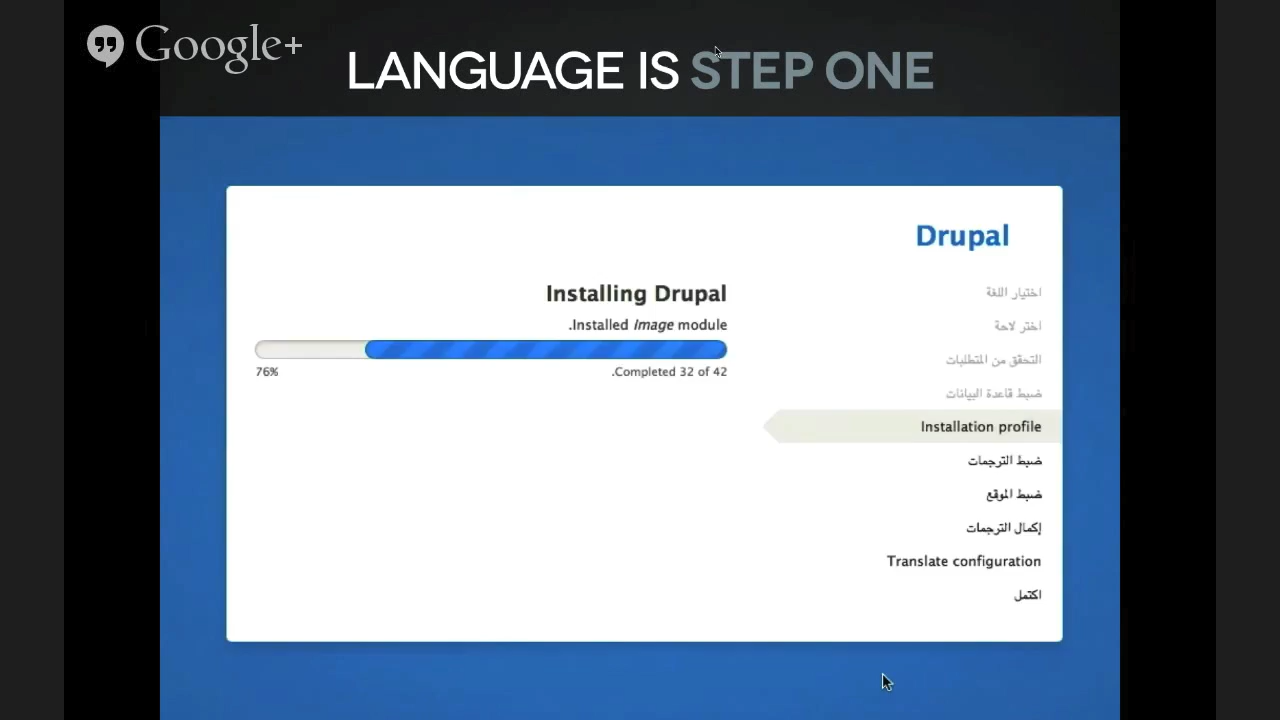 Google+
LANGUAGE IS STEP ONE
Drupal
اختيار اللغة
اختر لاحة
التحقق من المتطلبات
ضبط قاعدة البيانات
Installation profile
ضبط الترجمات
ضبط الموقع
إكمال الترجمات
Translate configuration
اكتمل
Installing Drupal
.Installed Image module
76%
.Completed 32 of 42